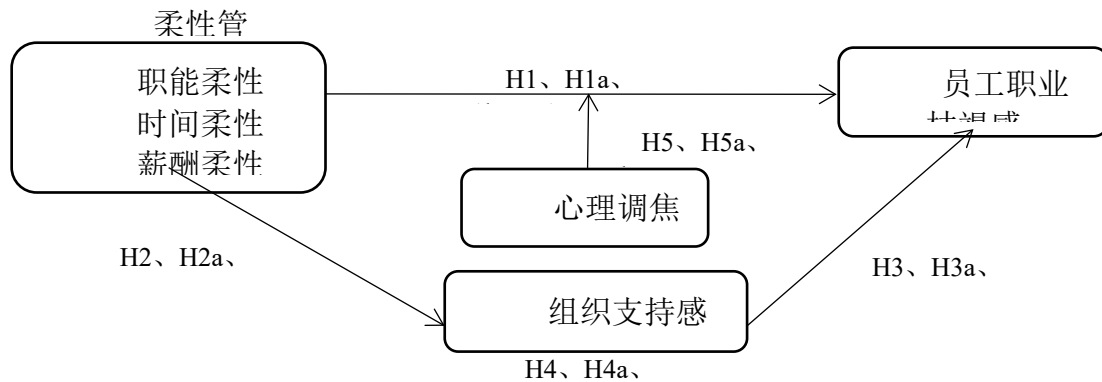 柔性管
职能柔性
时间柔性
薪酬柔性
H1、H1a、
员工职业
H5、H5a、
心理调焦
H2、H2a、
H3、H3a、
组织支持感
H4、H4a、